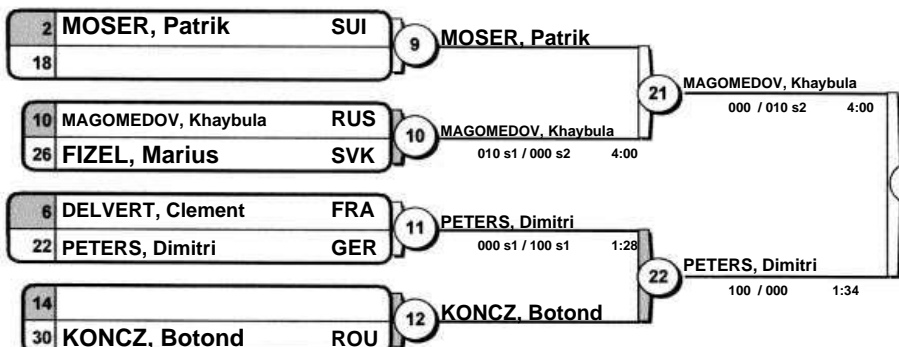 2 MOSER, Patrik SUI
18
9 MOSER, Patrik
10 MAGOMEDOV, Khaybula RUS
26 FIZEL, Marius SVK
10 MAGOMEDOV, Khaybula
010 s1 / 000 s2 4:00
21 MAGOMEDOV, Khaybula
000 / 010 s2 4:00
6 DELVERT, Clement FRA
22 PETERS, Dimitri GER
11 PETERS, Dimitri
000 s1 / 100 s1 1:28
14
30 KONCZ, Botond ROU
12 KONCZ, Botond
22 PETERS, Dimitri
100 / 000 1:34